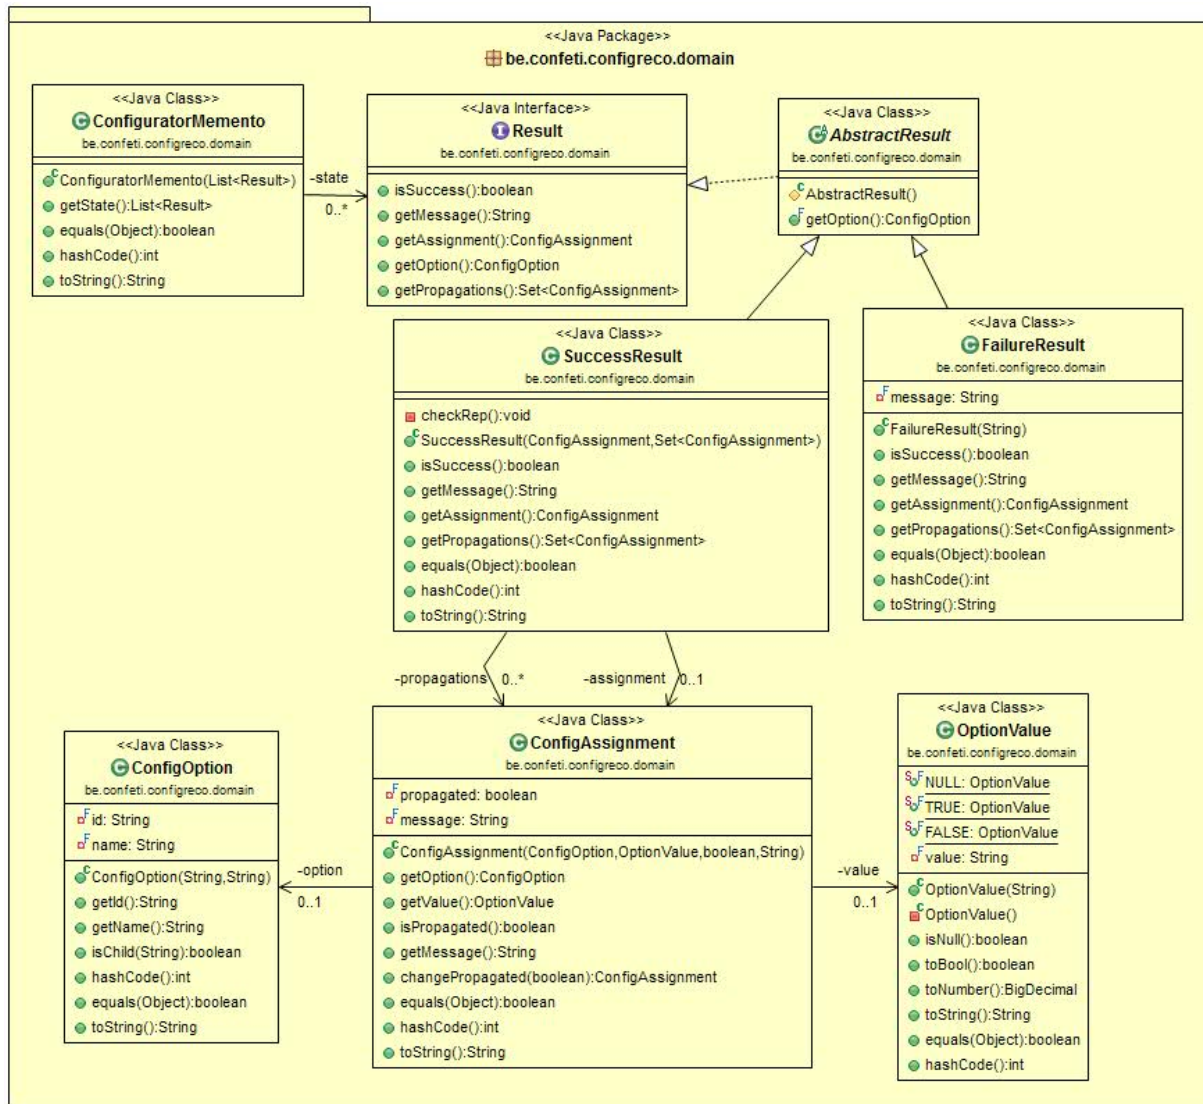 <<Java Package>>
be.confeti.configreco.domain
<<Java Class>>
ConfiguratorMemento
be.confeti.configreco.domain
ConfiguratorMemento(List<Result>)
getState():List<Result>
equals(Object):boolean
hashCode():int
toString():String
-state
0..*
<<Java Interface>>
Result
be.confeti.configreco.domain
isSuccess():boolean
getMessage():String
getAssignment():ConfigAssignment
getOption():ConfigOption
getPropagations():Set<ConfigAssignment>
<<Java Class>>
AbstractResult
be.confeti.configreco.domain
AbstractResult()
getOption():ConfigOption
<<Java Class>>
SuccessResult
be.confeti.configreco.domain
checkRep():void
SuccessResult(ConfigAssignment,Set<ConfigAssignment>)
isSuccess():boolean
getMessage():String
getAssignment():ConfigAssignment
getPropagations():Set<ConfigAssignment>
equals(Object):boolean
hashCode():int
toString():String
<<Java Class>>
FailureResult
be.confeti.configreco.domain
message: String
FailureResult(String)
isSuccess():boolean
getMessage():String
getAssignment():ConfigAssignment
getPropagations():Set<ConfigAssignment>
equals(Object):boolean
hashCode():int
toString():String
-propagations 0..*
-assignment 0..1
<<Java Class>>
ConfigOption
be.confeti.configreco.domain
id: String
name: String
ConfigOption(String,String)
getId():String
getName():String
isChild(String):boolean
hashCode():int
equals(Object):boolean
toString():String
-option
0..1
<<Java Class>>
ConfigAssignment
be.confeti.configreco.domain
propagated: boolean
message: String
ConfigAssignment(ConfigOption,OptionValue,boolean,String)
getOption():ConfigOption
getValue():OptionValue
isPropagated():boolean
getMessage():String
changePropagated(boolean):ConfigAssignment
equals(Object):boolean
hashCode():int
toString():String
-value
0..1
<<Java Class>>
OptionValue
be.confeti.configreco.domain
NULL: OptionValue
TRUE: OptionValue
FALSE: OptionValue
value: String
OptionValue(String)
OptionValue()
isNull():boolean
toBool():boolean
toNumber():BigDecimal
toString():String
equals(Object):boolean
hashCode():int